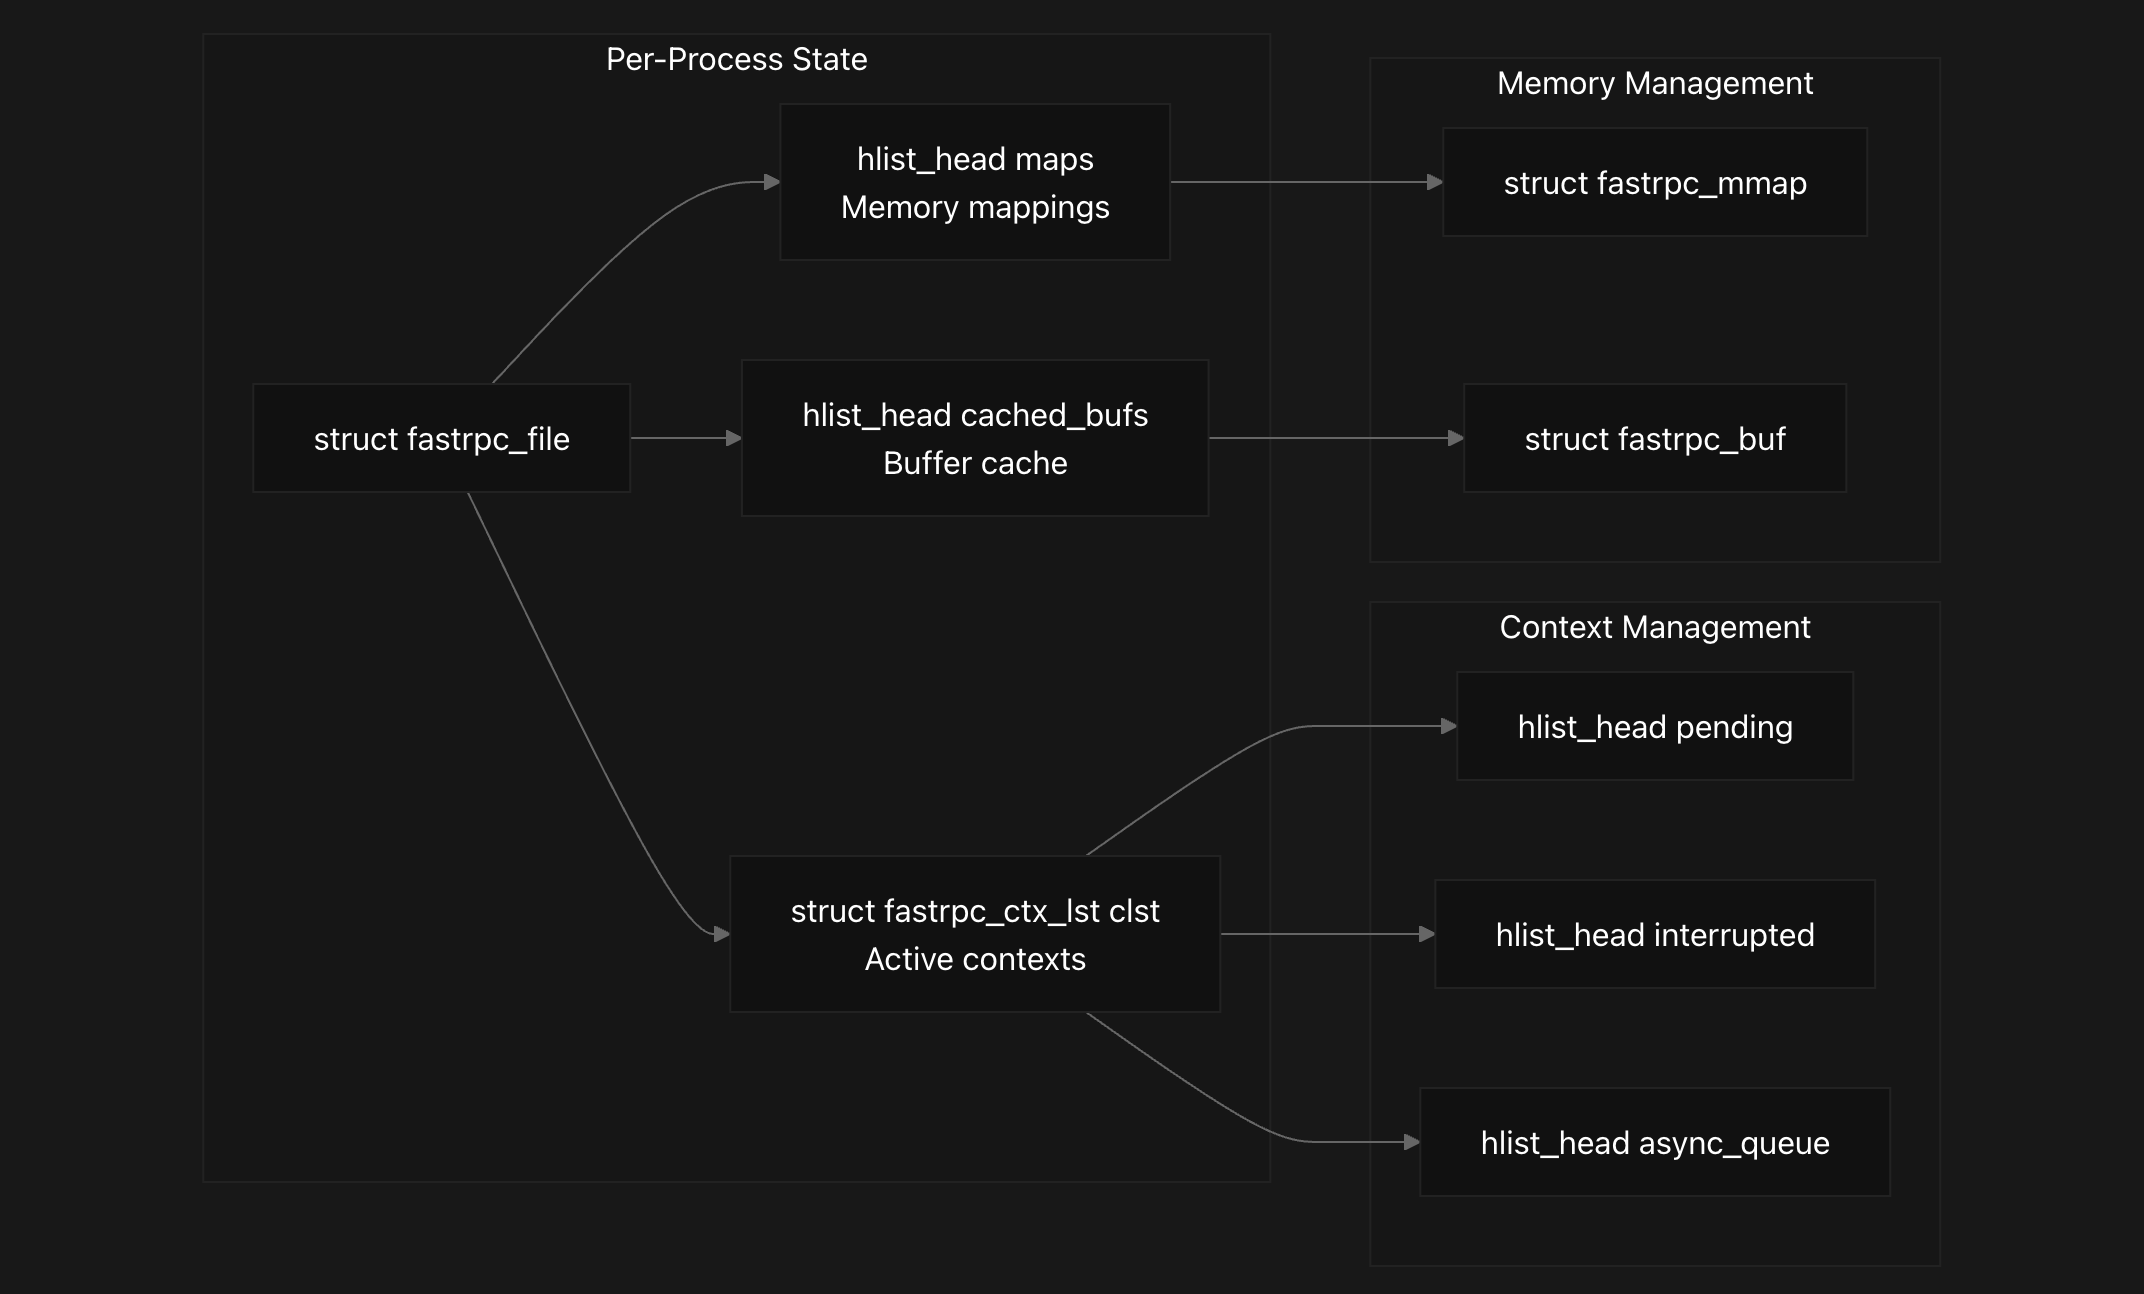 Per-Process State
hlist_head maps
Memory mappings
struct fastrpc_file
hlist_head cached_bufs
Buffer cache
struct fastrpc_ctx_lst clst
Active contexts
Memory Management
struct fastrpc_mmap
struct fastrpc_buf
Context Management
hlist_head pending
hlist_head interrupted
hlist_head async_queue